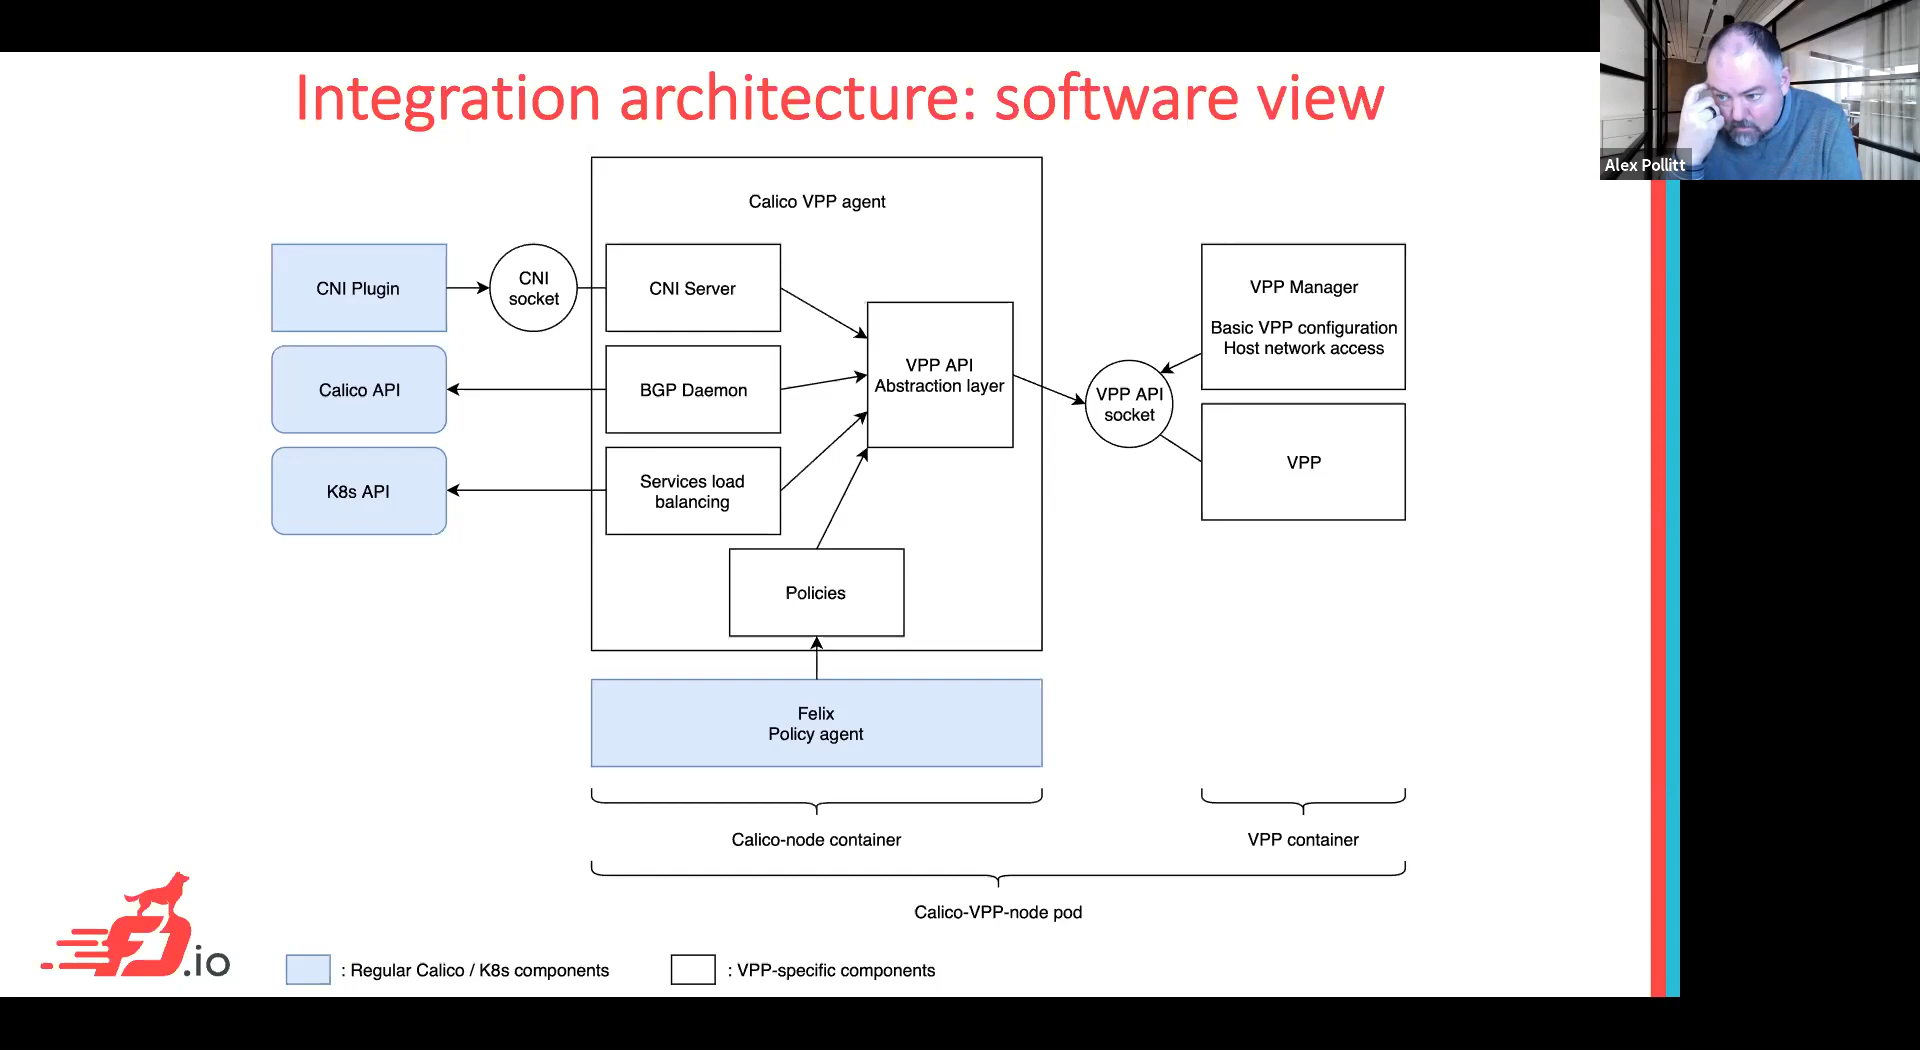 Integration architecture: software view
Alex Pollitt
Calico VPP agent
CNI Plugin
CNI
socket
CNI Server
Calico API
BGP Daemon
K8s API
Services load
balancing
VPP API
Abstraction layer
Policies
VPP API
socket
VPP Manager
Basic VPP configuration
Host network access
VPP
Felix
Policy agent
Calico-node container
VPP container
Calico-VPP-node pod
FD.io
: Regular Calico / K8s components
: VPP-specific components